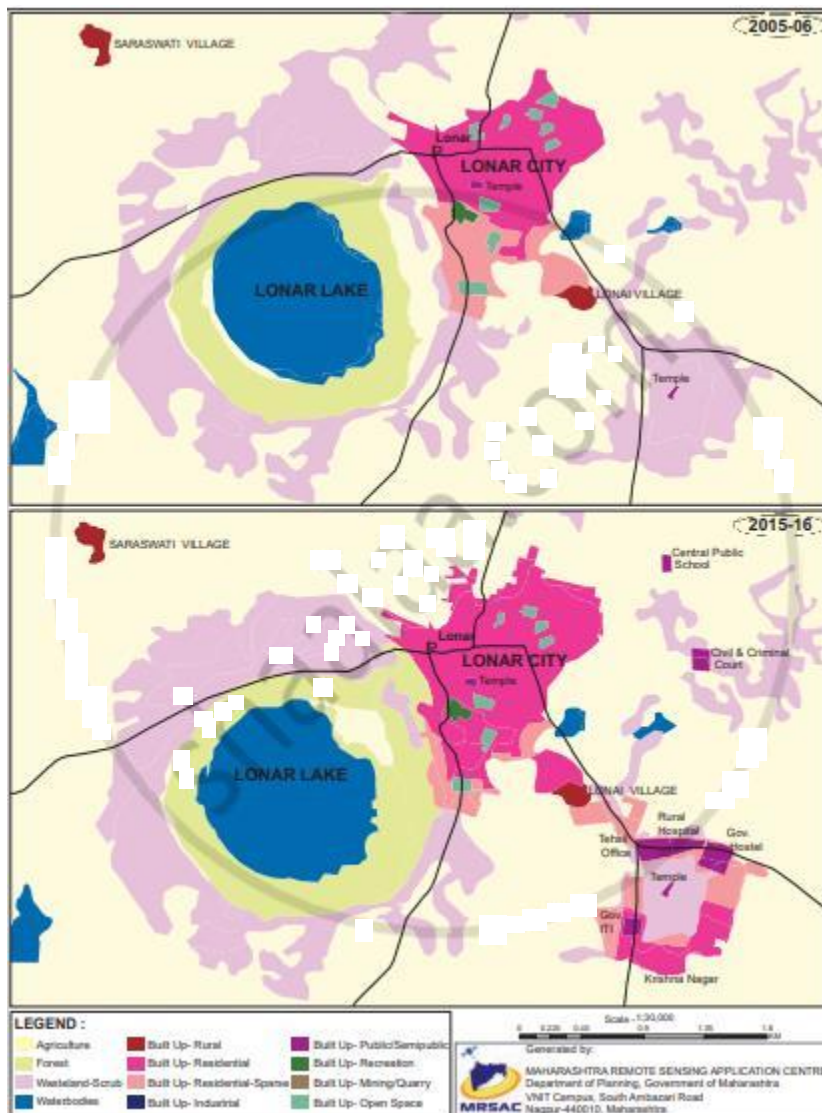 2005-06
SARASWATI VILLAGE
Lonar
LONAR CITY
Temple
LONAR LAKE
LONAI VILLAGE
Temple
2015-16
SARASWATI VILLAGE
Central Public
School
Lonar
LONAR CITY
Civil & Criminal
Court
Temple
LONAR LAKE
LONAI VILLAGE
Rural
Hospital
Gov.
Hostel
Tehsil
Office
Temple
Gov.
ITI
Krishna Nagar
LEGEND :
Agriculture
Forest
Wasteland-Scrub
Waterbodies
Built Up- Rural
Built Up- Residential
Built Up- Residential-Sparse
Built Up- Industrial
Built Up- Public/Semipublic
Built Up- Recreation
Built Up- Mining/Quarry
Built Up- Open Space
Scale -1:30,000
KM
Generated by:
MAHARASHTRA REMOTE SENSING APPLICATION CENTRE
Department of Planning, Government of Maharashtra
VNIT Campus, South Ambazari Road
Nagpur-440010, Maharashtra
MRSAC